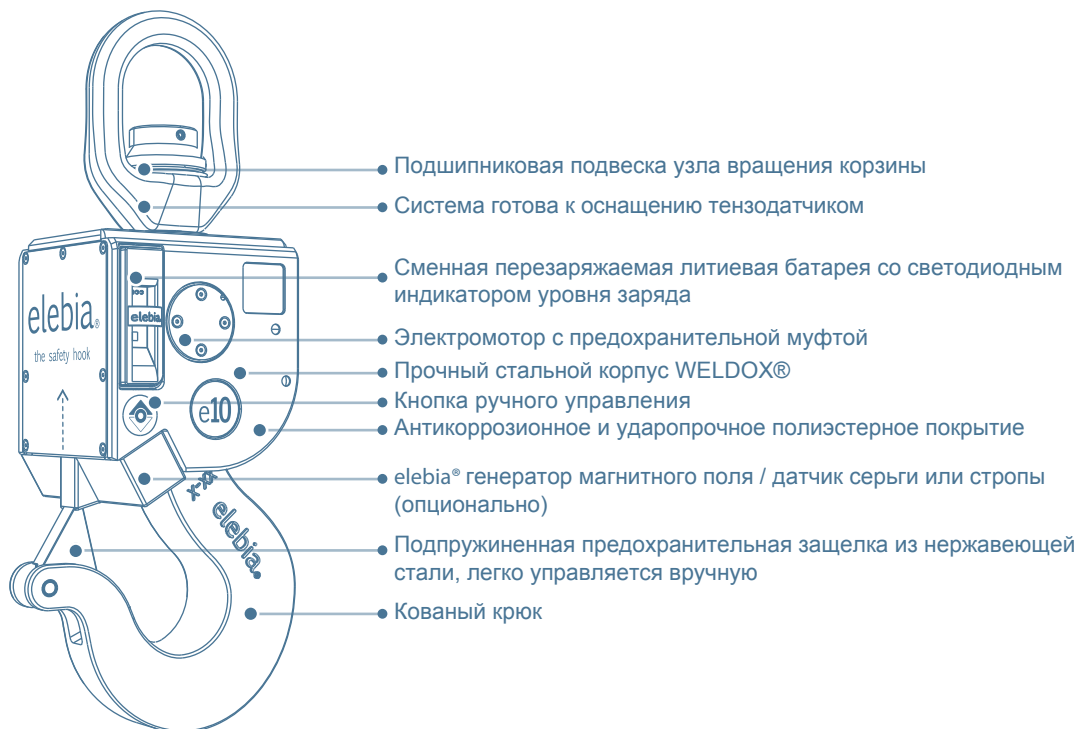 Подшипниковая подвеска узла вращения корзины
Система готова к оснащению тензодатчиком
Сменная перезаряжаемая литиевая батарея со светодиодным
индикатором уровня заряда
elebia
elebia®
the safety hook
Электромотор с предохранительной муфтой
Прочный стальной корпус WELDOX®
Кнопка ручного управления
e10
Антикоррозионное и ударопрочное полиэстерное покрытие
elebia® генератор магнитного поля / датчик серьги или стропы
(опционально)
x-xx
elebia®
Подпружиненная предохранительная защелка из нержавеющей
стали, легко управляется вручную
Кованый крюк